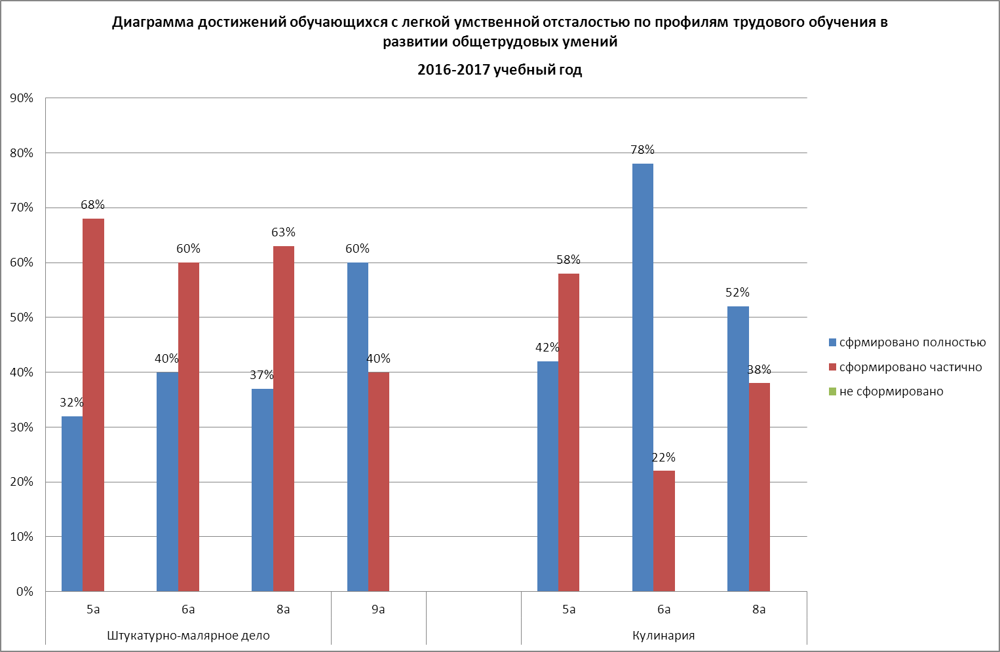 Диаграмма достижений обучающихся с легкой умственной отсталостью по профилям трудового обучения в
развитии общетрудовых умений
2016-2017 учебный год
90%
80%
70%
60%
50%
40%
30%
20%
10%
0%
32%
68%
40%
60%
37%
63%
60%
40%
42%
58%
78%
22%
52%
38%
5а
6а
8а
9а
5а
6а
8а
Штукатурно-малярное дело
Кулинария
сфрмировано полностью
сформировано частично
не сформировано